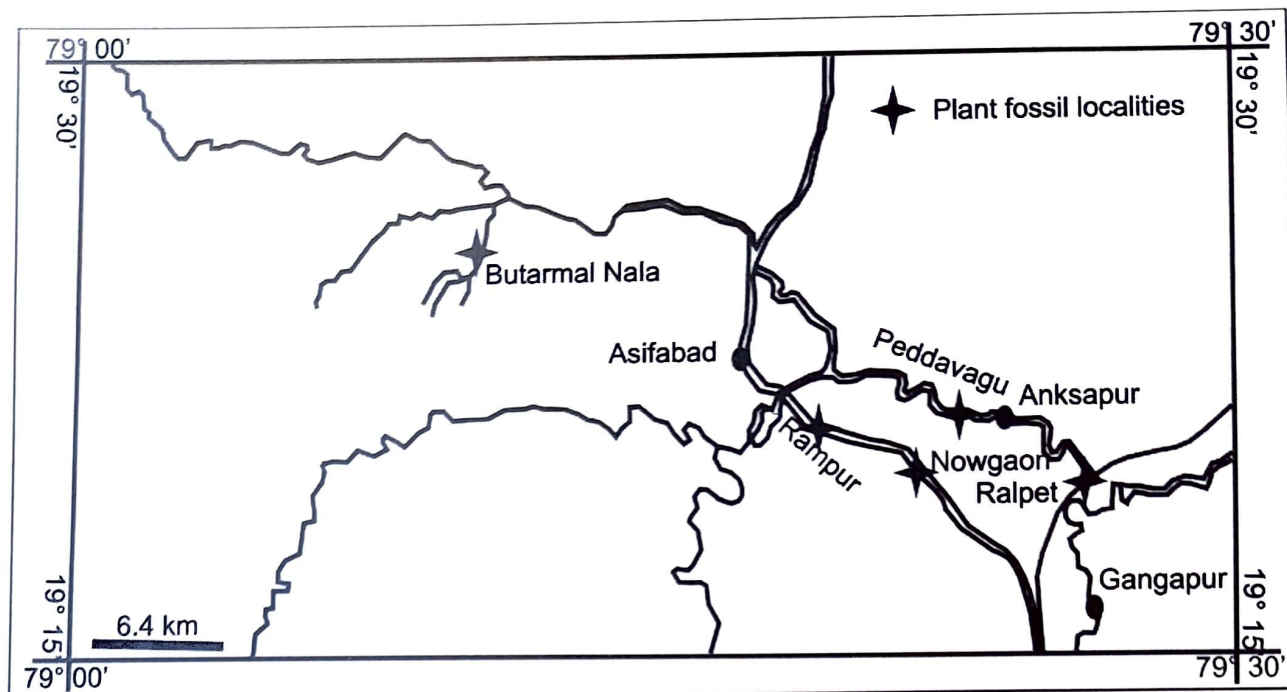 79° 00'
79° 30'
19° 30'
19° 30'
Plant fossil localities
Butarmal Nala
Asifabad
Peddavagu
Anksapur
Rampur
Nowgaon
Ralpet
Gangapur
6.4 km
19° 15'
19° 15'
79° 00'
79° 30'